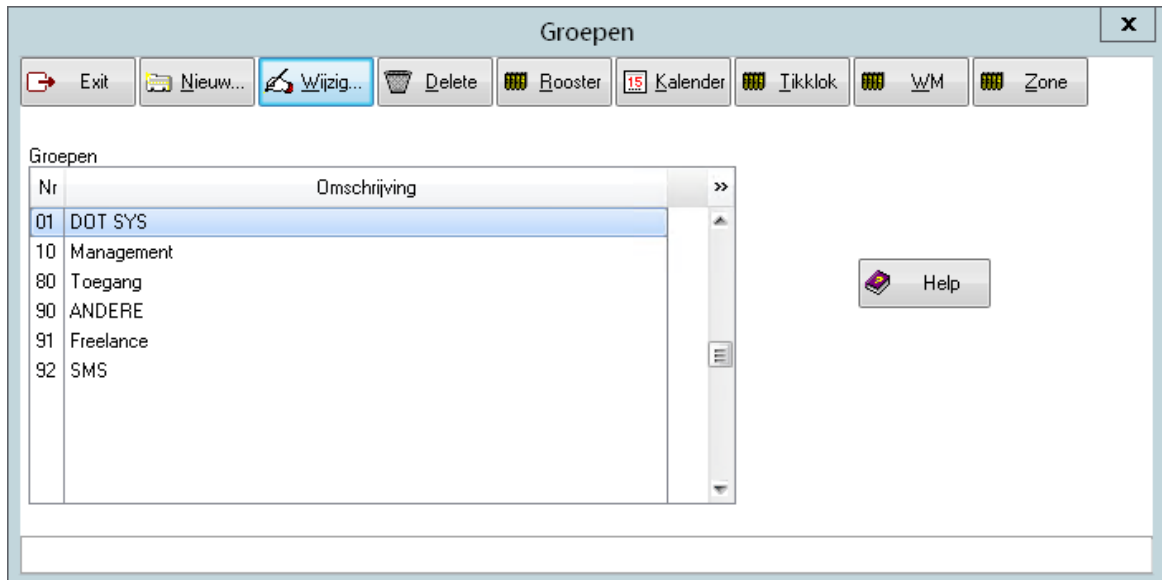 Groepen
x
Exit Nieuw... Wijzig... Delete Rooster 15 Kalender Tikklok WM Zone
Groepen
Nr Omschrijving »
01 DOT SYS
10 Management
80 Toegang
90 ANDERE
91 Freelance
92 SMS
? Help